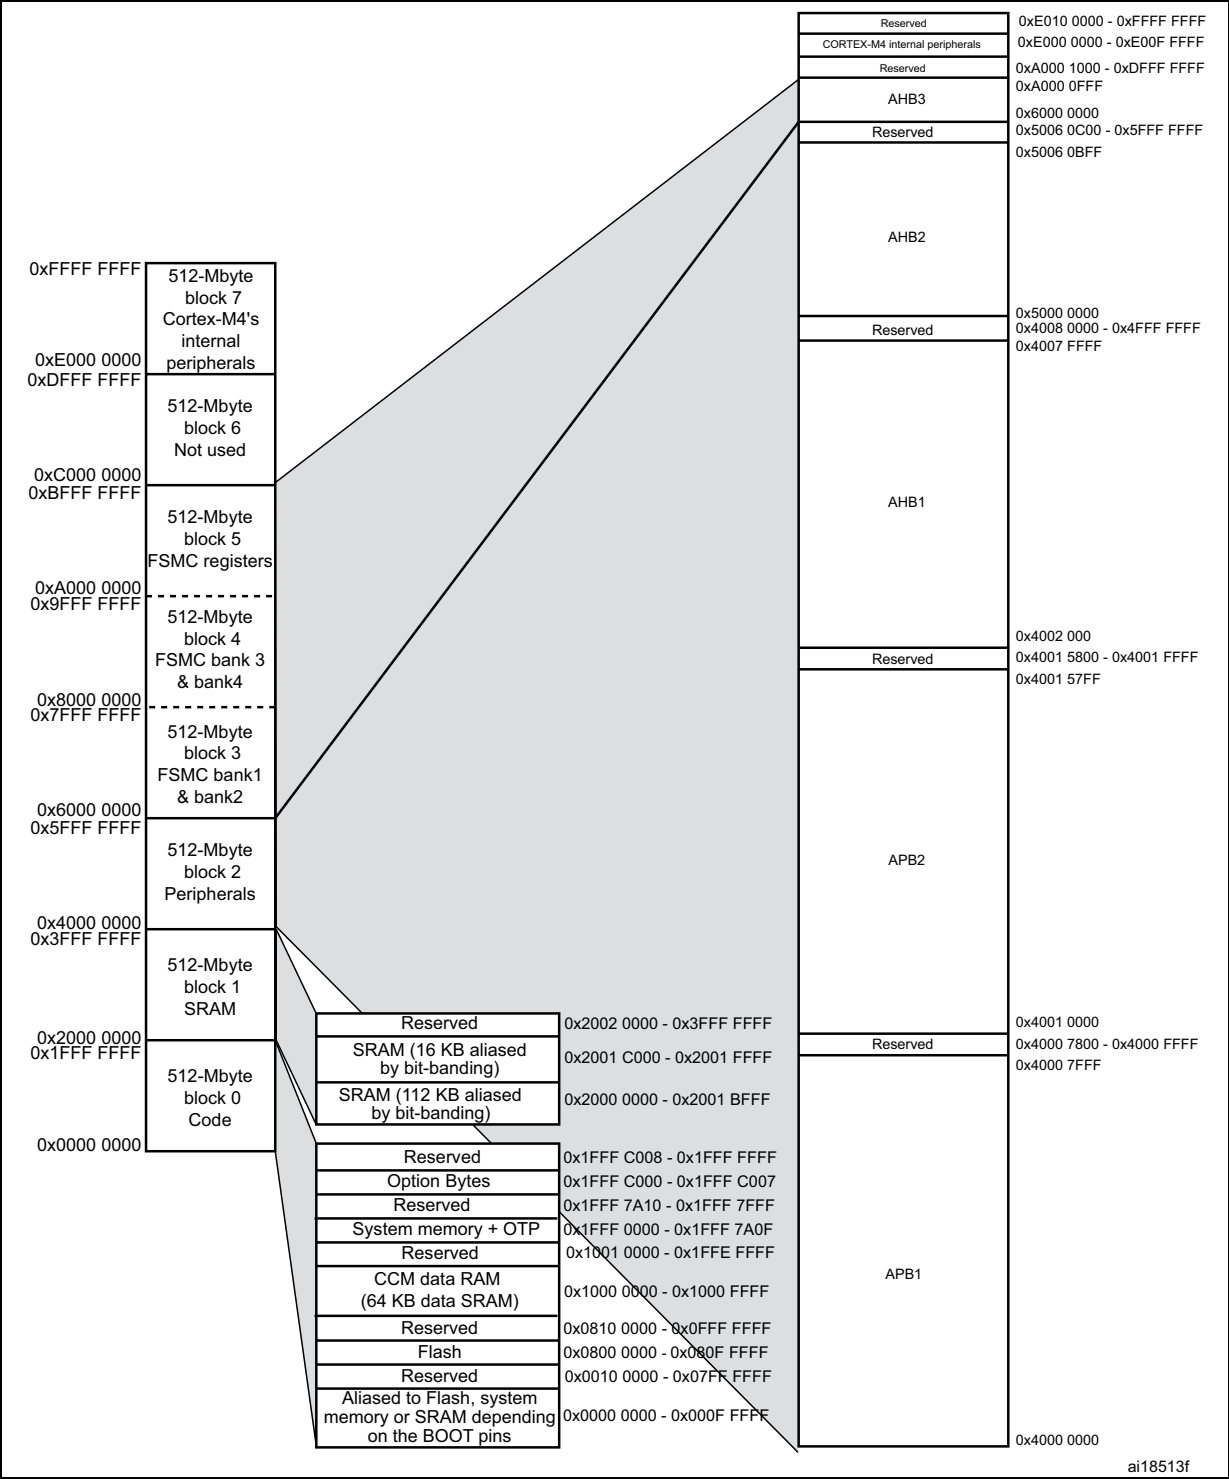 0xFFFF FFFF
512-Mbyte
block 7
Cortex-M4's
internal
peripherals
0xE000 0000
0xDFFF FFFF
512-Mbyte
block 6
Not used
0xC000 0000
0xBFFF FFFF
512-Mbyte
block 5
FSMC registers
0xA000 0000
0x9FFF FFFF
512-Mbyte
block 4
FSMC bank 3
& bank4
0x8000 0000
0x7FFF FFFF
512-Mbyte
block 3
FSMC bank1
& bank2
0x6000 0000
0x5FFF FFFF
512-Mbyte
block 2
Peripherals
0x4000 0000
0x3FFF FFFF
512-Mbyte
block 1
SRAM
0x2000 0000
0x1FFF FFFF
512-Mbyte
block 0
Code
0x0000 0000
Reserved 0x2002 0000 - 0x3FFF FFFF
SRAM (16 KB aliased
by bit-banding)
0x2001 C000 - 0x2001 FFFF
SRAM (112 KB aliased
by bit-banding)
0x2000 0000 - 0x2001 BFFF
Reserved 0x1FFF C008 - 0x1FFF FFFF
Option Bytes 0x1FFF C000 - 0x1FFF C007
Reserved 0x1FFF 7A10 - 0x1FFF 7FFF
System memory + OTP 0x1FFF 0000 - 0x1FFF 7A0F
Reserved 0x1001 0000 - 0x1FFE FFFF
CCM data RAM
(64 KB data SRAM)
0x1000 0000 - 0x1000 FFFF
Reserved 0x0810 0000 - 0x0FFF FFFF
Flash 0x0800 0000 - 0x080F FFFF
Reserved 0x0010 0000 - 0x07FF FFFF
Aliased to Flash, system
memory or SRAM depending
on the BOOT pins
0x0000 0000 - 0x000F FFFF
Reserved 0xE010 0000 - 0xFFFF FFFF
CORTEX-M4 internal peripherals 0xE000 0000 - 0xE00F FFFF
Reserved 0xA000 1000 - 0xDFFF FFFF
0xA000 0FFF
AHB3
0x6000 0000
Reserved 0x5006 0C00 - 0x5FFF FFFF
0x5006 0BFF
AHB2
0x5000 0000
Reserved 0x4008 0000 - 0x4FFF FFFF
0x4007 FFFF
AHB1
0x4002 000
Reserved 0x4001 5800 - 0x4001 FFFF
0x4001 57FF
APB2
0x4001 0000
Reserved 0x4000 7800 - 0x4000 FFFF
0x4000 7FFF
APB1
0x4000 0000
ai18513f